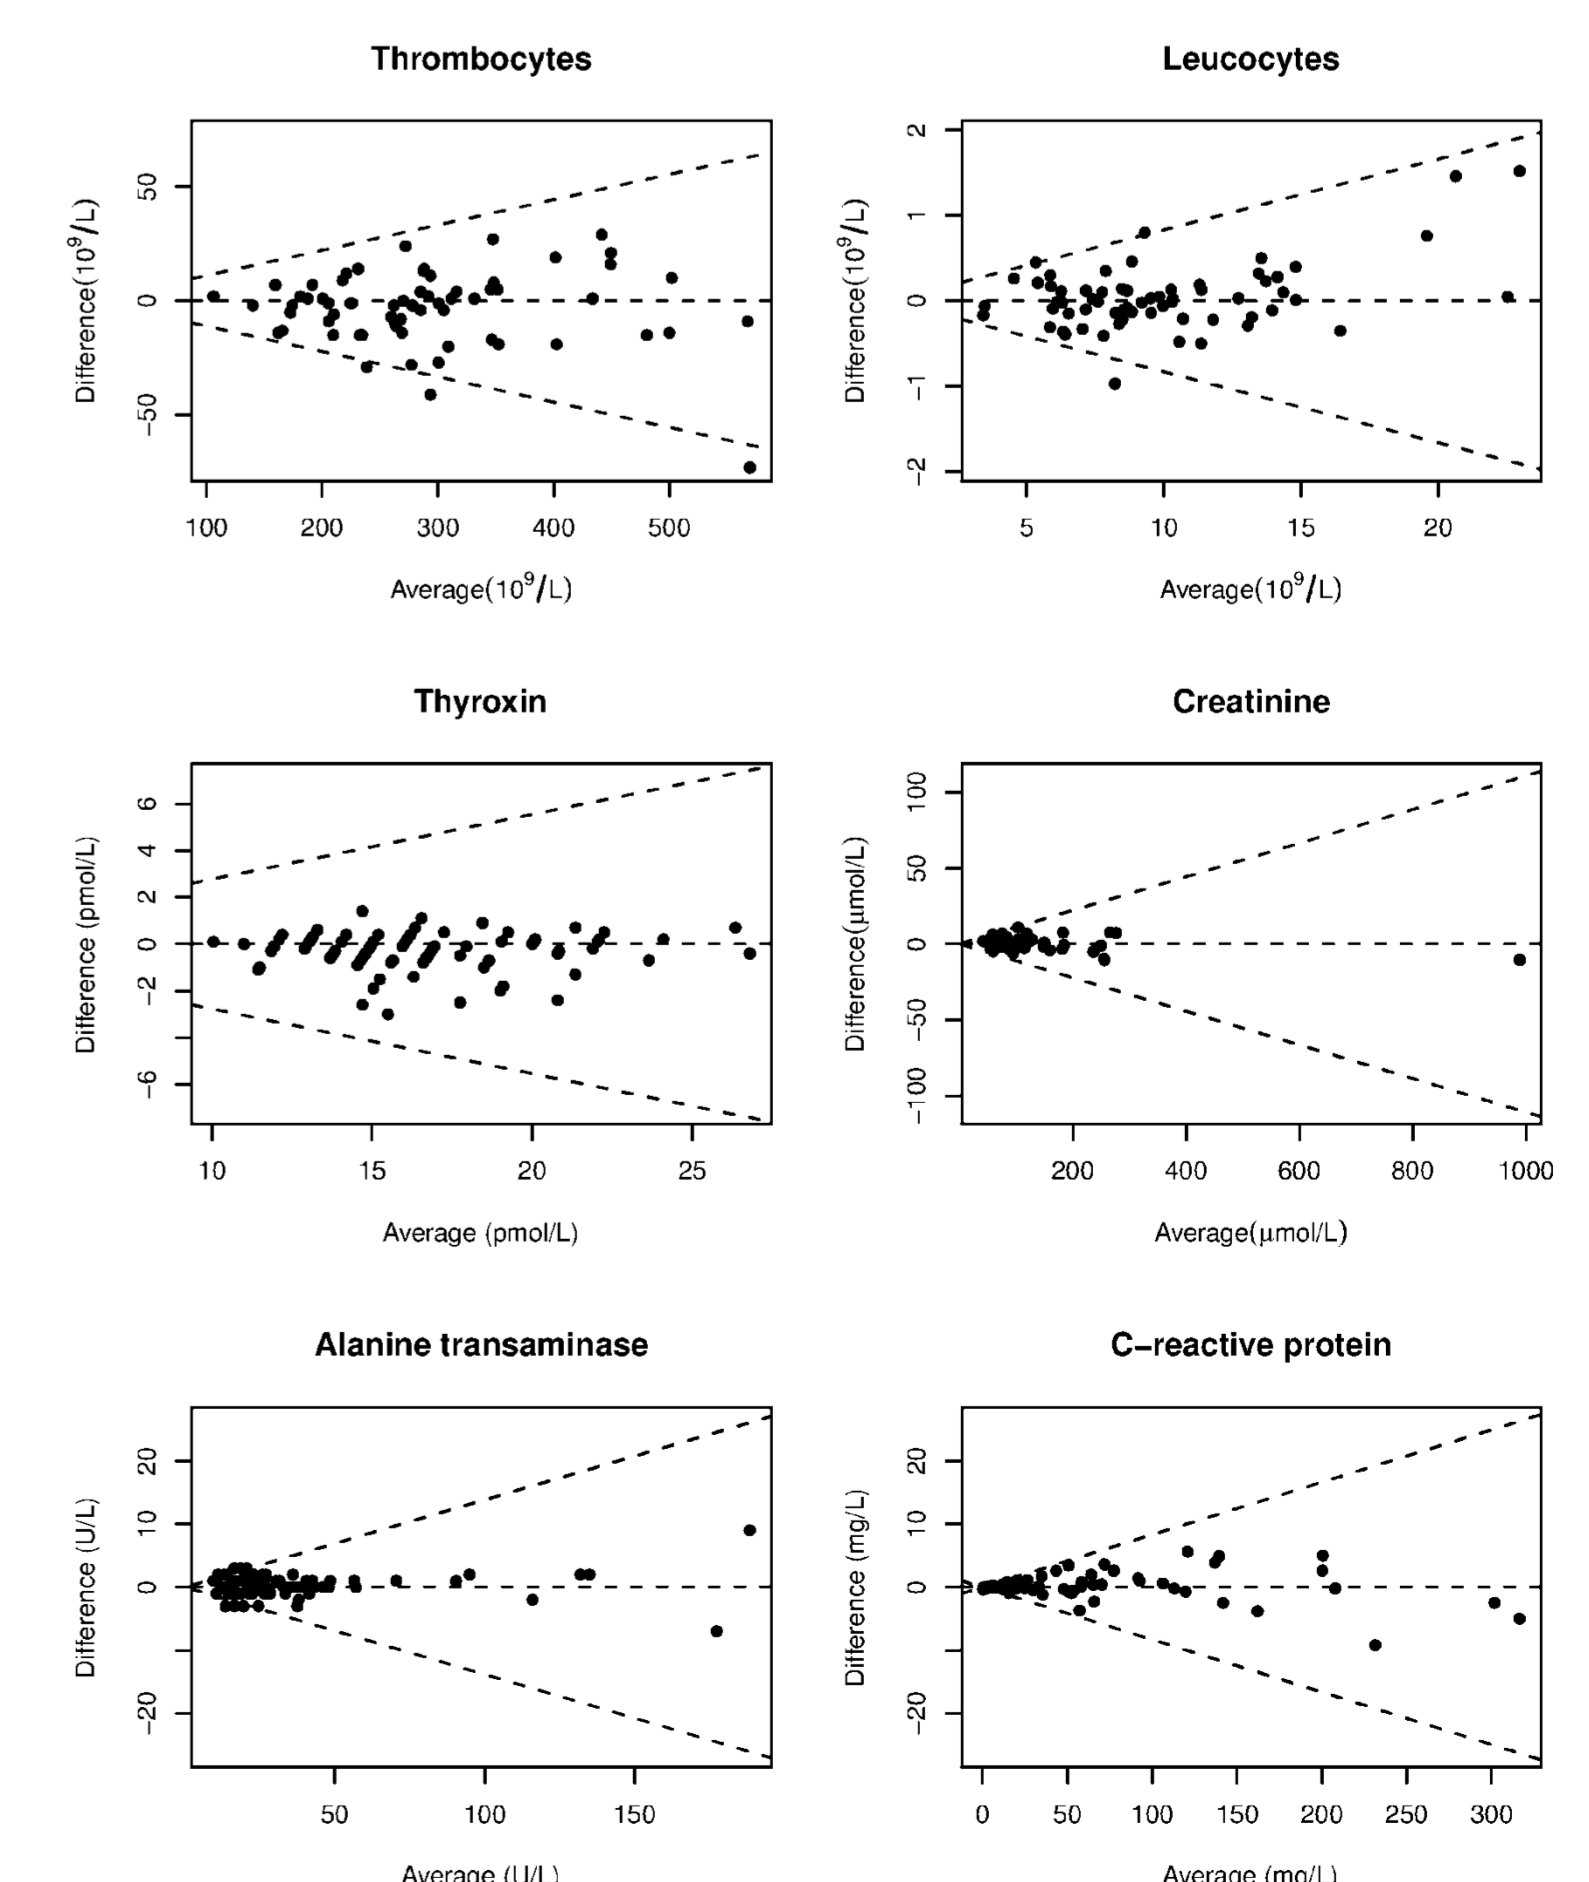 Thrombocytes
Difference(10⁹/L)
50
0
−50
100 200 300 400 500
Average(10⁹/L)
Leucocytes
Difference(10⁹/L)
2
1
0
−1
−2
5 10 15 20
Average(10⁹/L)
Thyroxin
Difference (pmol/L)
6
4
2
0
−2
−6
10 15 20 25
Average (pmol/L)
Creatinine
Difference(μmol/L)
100
50
0
−50
−100
200 400 600 800 1000
Average(μmol/L)
Alanine transaminase
Difference (U/L)
20
10
0
−20
50 100 150
Average (U/L)
C−reactive protein
Difference (mg/L)
20
10
0
−20
0 50 100 150 200 250 300
Average (mg/L)